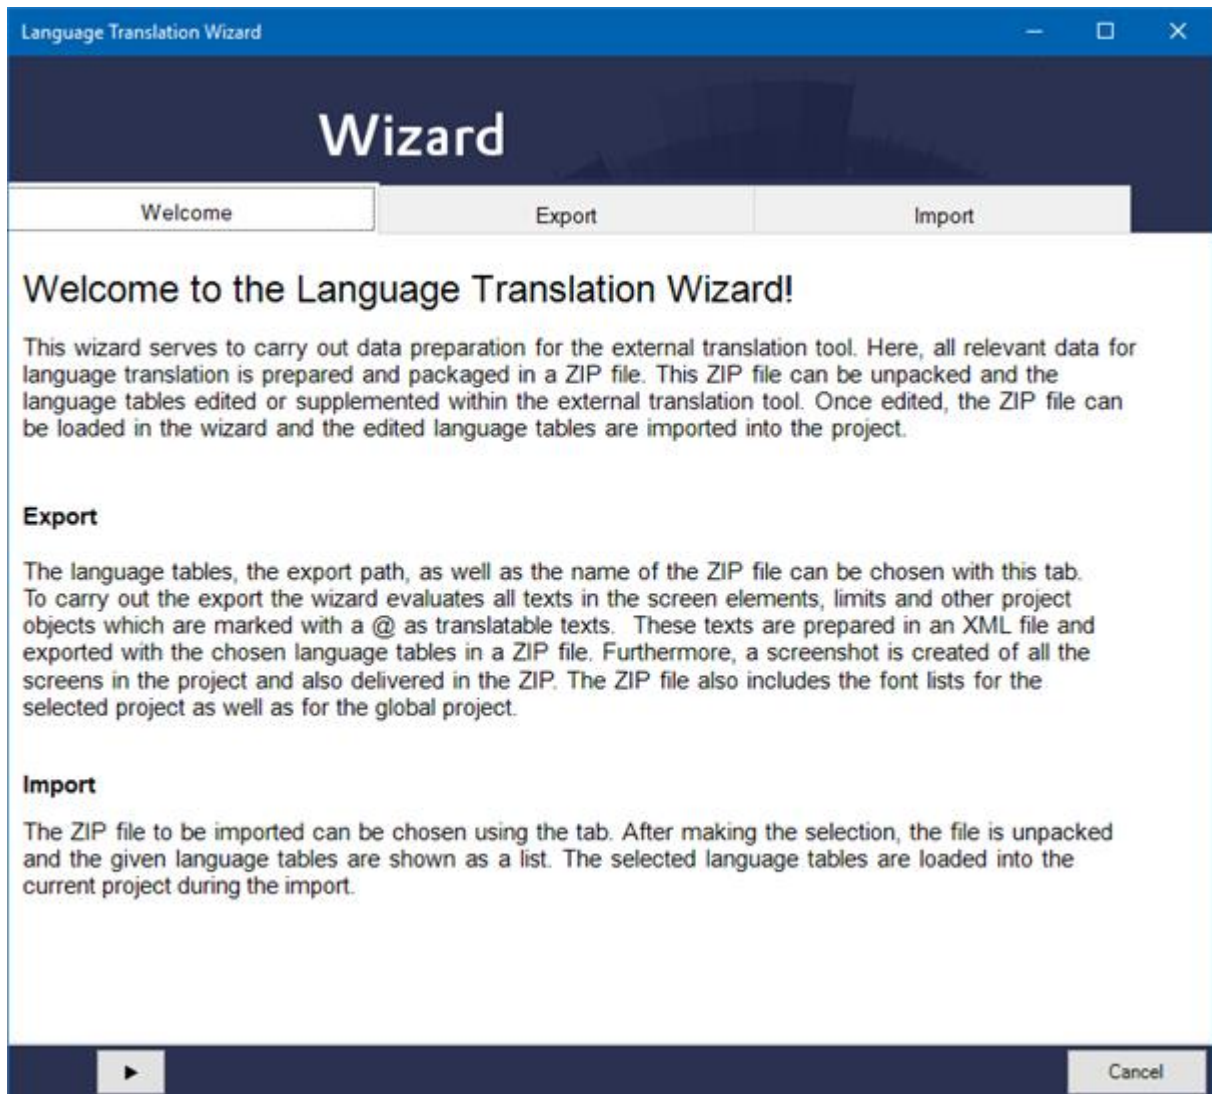 Language Translation Wizard
Wizard
Welcome
Export
Import
Welcome to the Language Translation Wizard!
This wizard serves to carry out data preparation for the external translation tool. Here, all relevant data for
language translation is prepared and packaged in a ZIP file. This ZIP file can be unpacked and the
language tables edited or supplemented within the external translation tool. Once edited, the ZIP file can
be loaded in the wizard and the edited language tables are imported into the project.
Export
The language tables, the export path, as well as the name of the ZIP file can be chosen with this tab.
To carry out the export the wizard evaluates all texts in the screen elements, limits and other project
objects which are marked with a @ as translatable texts.  These texts are prepared in an XML file and
exported with the chosen language tables in a ZIP file. Furthermore, a screenshot is created of all the
screens in the project and also delivered in the ZIP. The ZIP file also includes the font lists for the
selected project as well as for the global project.
Import
The ZIP file to be imported can be chosen using the tab. After making the selection, the file is unpacked
and the given language tables are shown as a list. The selected language tables are loaded into the
current project during the import.
Cancel